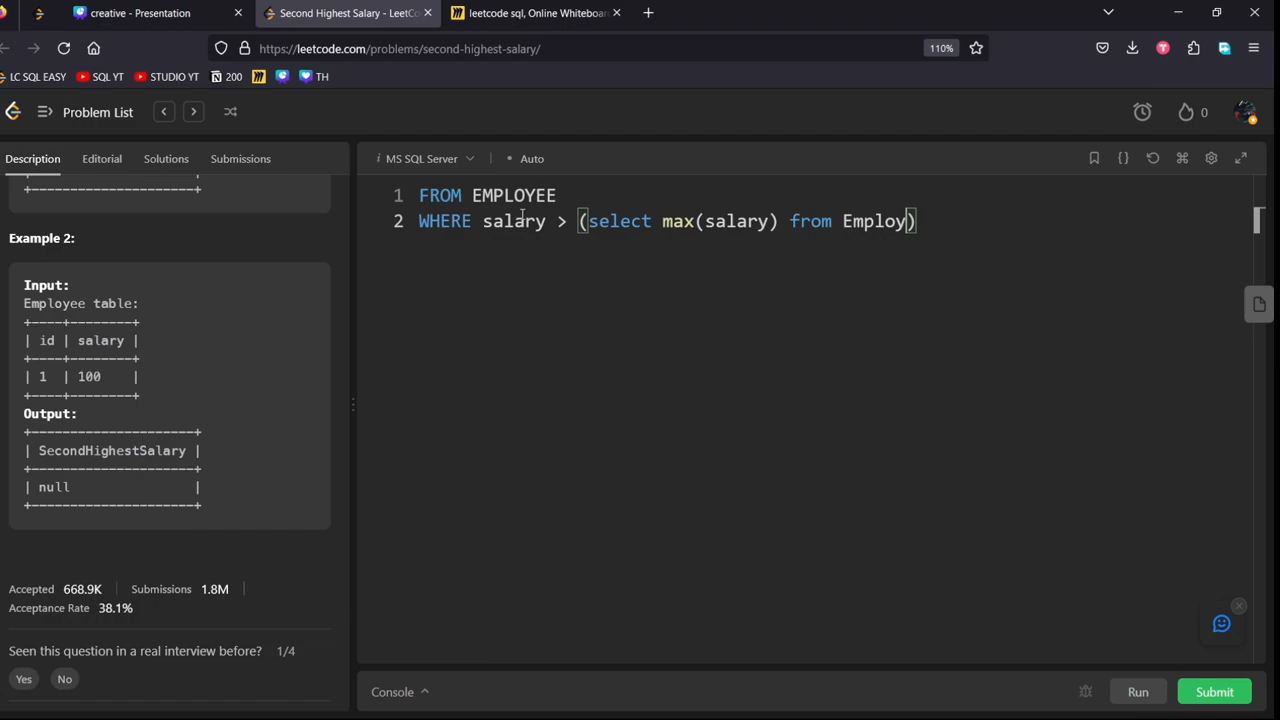 creative - Presentation
Second Highest Salary - LeetCo
leetcode sql, Online Whiteboar
https://leetcode.com/problems/second-highest-salary/
110%
LC SQL EASY
SQL YT
STUDIO YT
200
TH
Problem List
0
Description
Editorial
Solutions
Submissions
MS SQL Server
Auto
+--------------------+
1 FROM EMPLOYEE
2 WHERE salary > (select max(salary) from Employ)
Example 2:
Input:
Employee table:
+----+--------+
| id | salary |
+----+--------+
| 1 | 100 |
+----+--------+
Output:
+---------------------+
| SecondHighestSalary |
+---------------------+
| null |
+---------------------+
Accepted 668.9K
Submissions 1.8M
Acceptance Rate 38.1%
Seen this question in a real interview before? 1/4
Yes
No
Console
Run
Submit